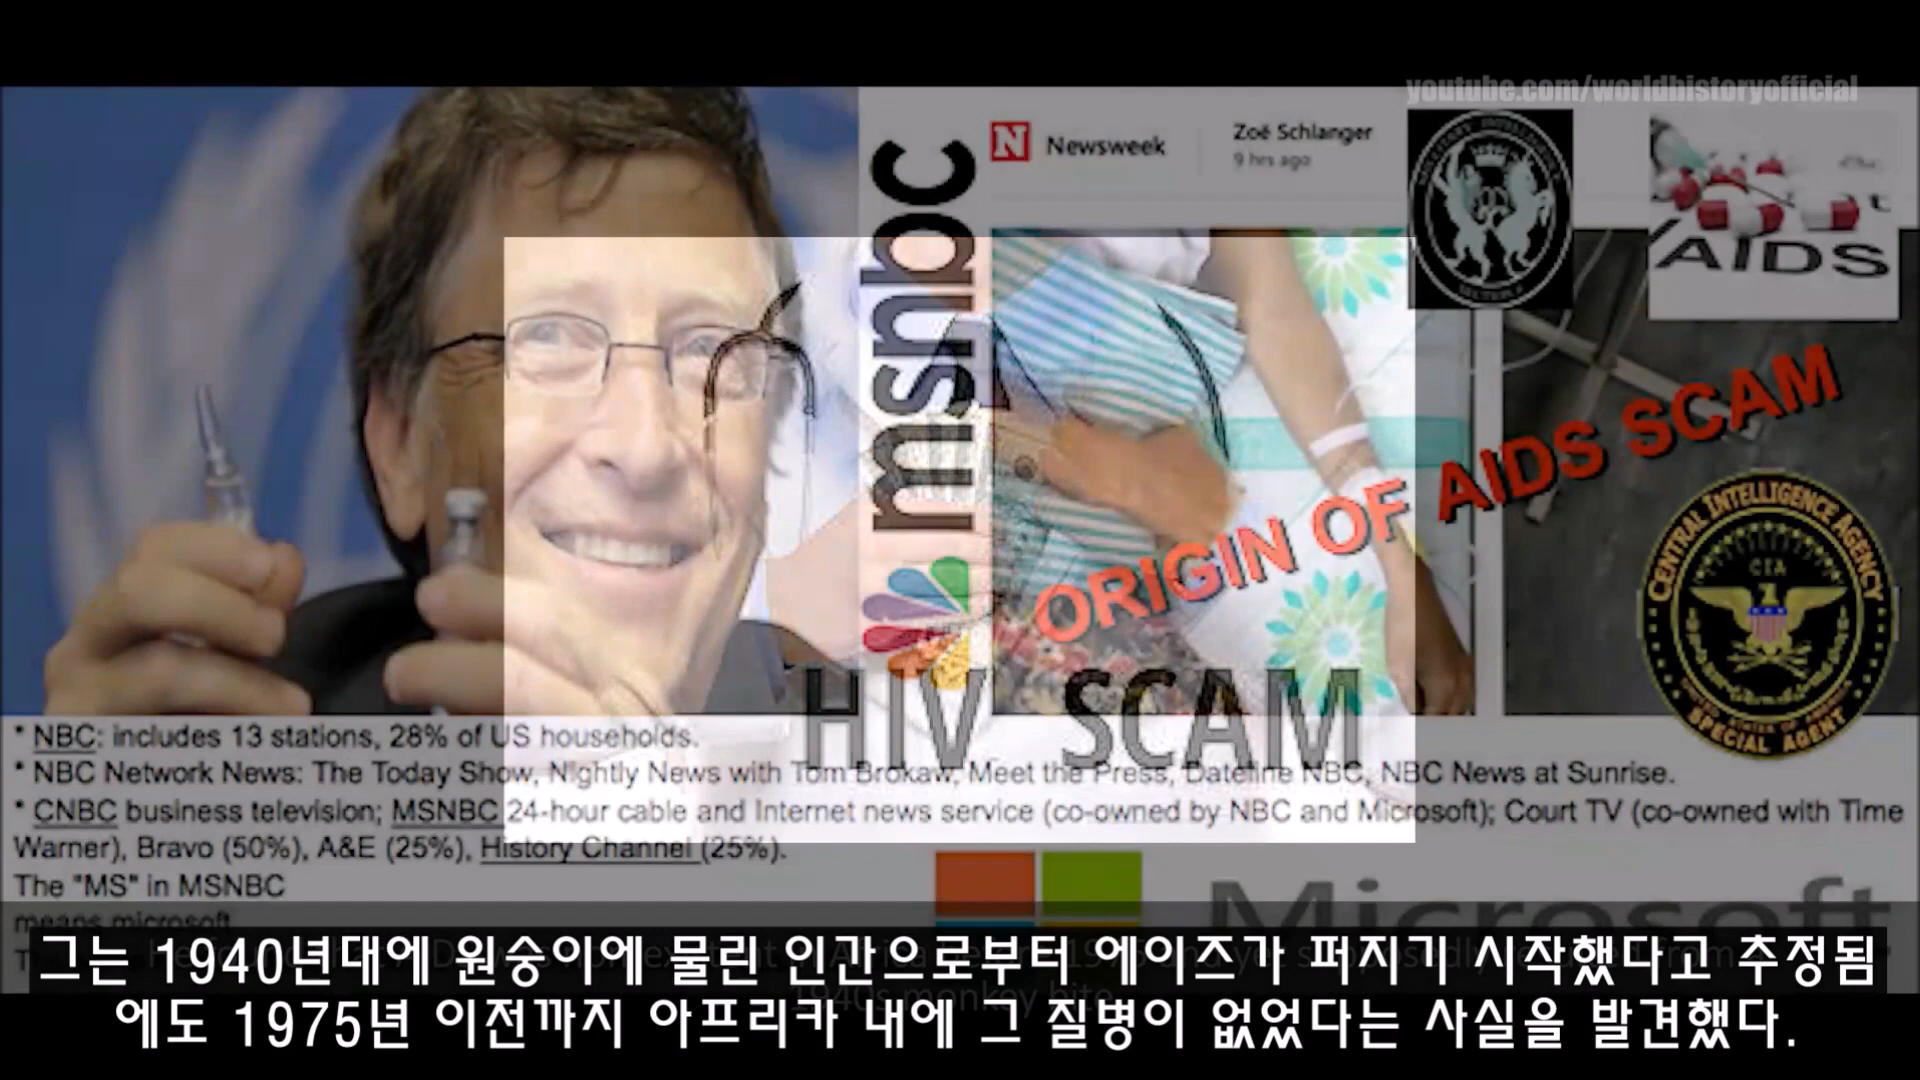 youtube.com/worldhistoryofficial
msnbc
N Newsweek
Zoë Schlanger
9 hrs ago
SECTION 6
AIDS
ORIGIN OF AIDS SCAM
CENTRAL INTELLIGENCE AGENCY
CIA
SPECIAL AGENT
HIV SCAM
* NBC: includes 13 stations, 28% of US households.
* NBC Network News: The Today Show, Nightly News with Tom Brokaw, Meet the Press, Dateline NBC, NBC News at Sunrise.
* CNBC business television; MSNBC 24-hour cable and Internet news service (co-owned by NBC and Microsoft); Court TV (co-owned with Time
Warner), Bravo (50%), A&E (25%), History Channel (25%).
The "MS" in MSNBC
means microsoft
Microsoft
그는 1940년대에 원숭이에 물린 인간으로부터 에이즈가 퍼지기 시작했다고 추정됨
에도 1975년 이전까지 아프리카 내에 그 질병이 없었다는 사실을 발견했다.
1940s monkey bite